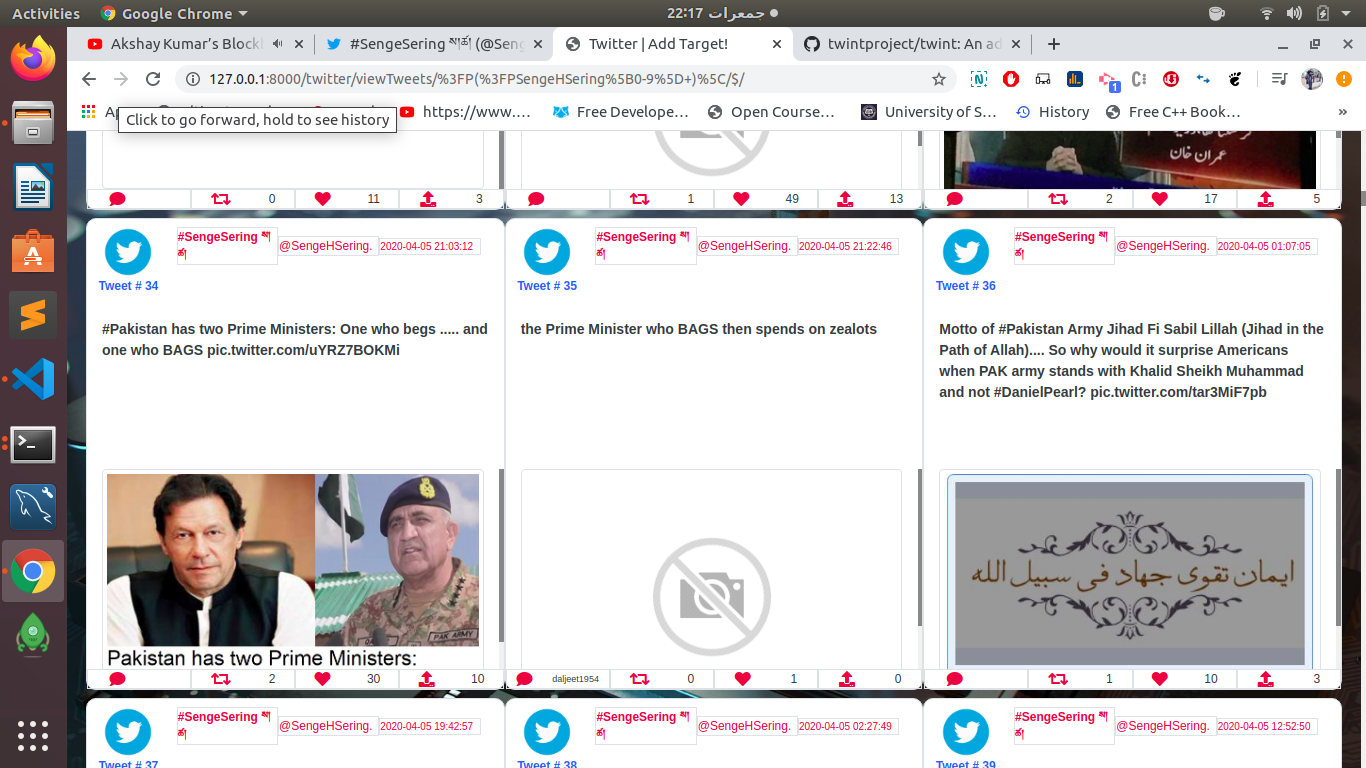 Activities
Google Chrome
22:17 جمعرات
Akshay Kumar's Blockb
#SengeSering སེང་ (@Seng
Twitter | Add Target!
twintproject/twint: An ad
127.0.0.1:8000/twitter/viewTweets/%3FP(%3FPSengeHSering%5B0-9%5D+)%5C/$/
https://www....
Free Develope...
Open Course...
University of S...
History
Free C++ Book...
»
Click to go forward, hold to see history
عمران خان
0 11 3
1 49 13
2 17 5
#SengeSering
@SengeHSering.
2020-04-05 21:03:12
Tweet # 34
#Pakistan has two Prime Ministers: One who begs ..... and
one who BAGS pic.twitter.com/uYRZ7BOKMi
PAK ARMY
Pakistan has two Prime Ministers:
2 30 10
#SengeSering
@SengeHSering.
2020-04-05 21:22:46
Tweet # 35
the Prime Minister who BAGS then spends on zealots
daljeet1954 0 1 0
#SengeSering
@SengeHSering.
2020-04-05 01:07:05
Tweet # 36
Motto of #Pakistan Army Jihad Fi Sabil Lillah (Jihad in the
Path of Allah).... So why would it surprise Americans
when PAK army stands with Khalid Sheikh Muhammad
and not #DanielPearl? pic.twitter.com/tar3MiF7pb
ایمان تقوی جهاد فی سبیل الله
1 10 3
#SengeSering
@SengeHSering.
2020-04-05 19:42:57
Tweet # 37
#SengeSering
@SengeHSering.
2020-04-05 02:27:49
Tweet # 38
#SengeSering
@SengeHSering.
2020-04-05 12:52:50
Tweet # 39